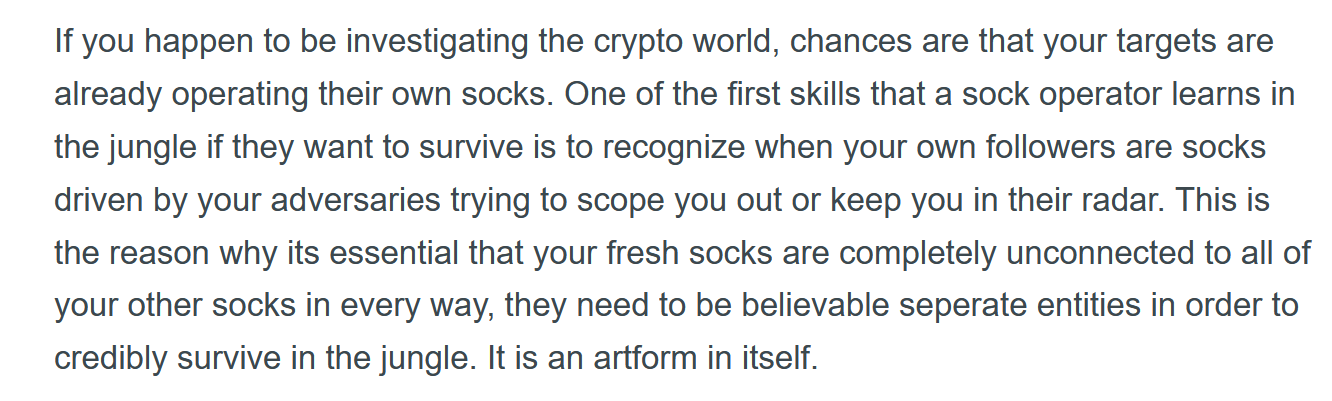 If you happen to be investigating the crypto world, chances are that your targets are
already operating their own socks. One of the first skills that a sock operator learns in
the jungle if they want to survive is to recognize when your own followers are socks
driven by your adversaries trying to scope you out or keep you in their radar. This is
the reason why its essential that your fresh socks are completely unconnected to all of
your other socks in every way, they need to be believable seperate entities in order to
credibly survive in the jungle. It is an artform in itself.